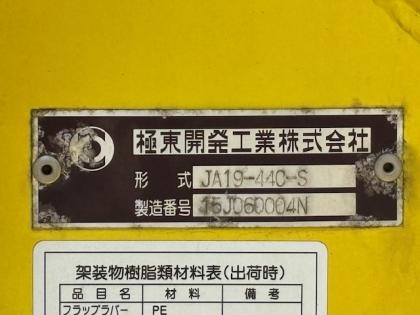 極東開発工業株式会社
形式 JA19-44C-S
製造番号 15J060004N
架装物樹脂類材料表(出荷時)
品目名 材料 備考
フラップラバー PE